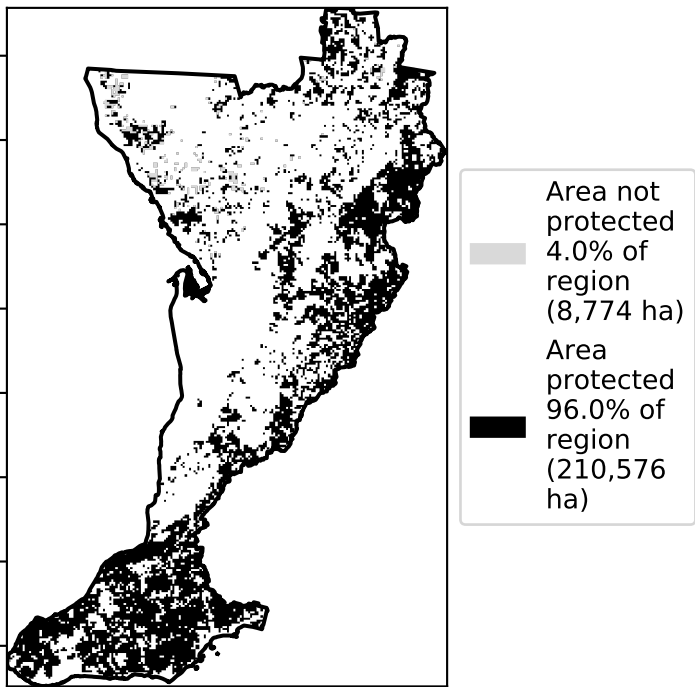 Area not
protected
4.0% of
region
(8,774 ha)
Area
protected
96.0% of
region
(210,576
ha)